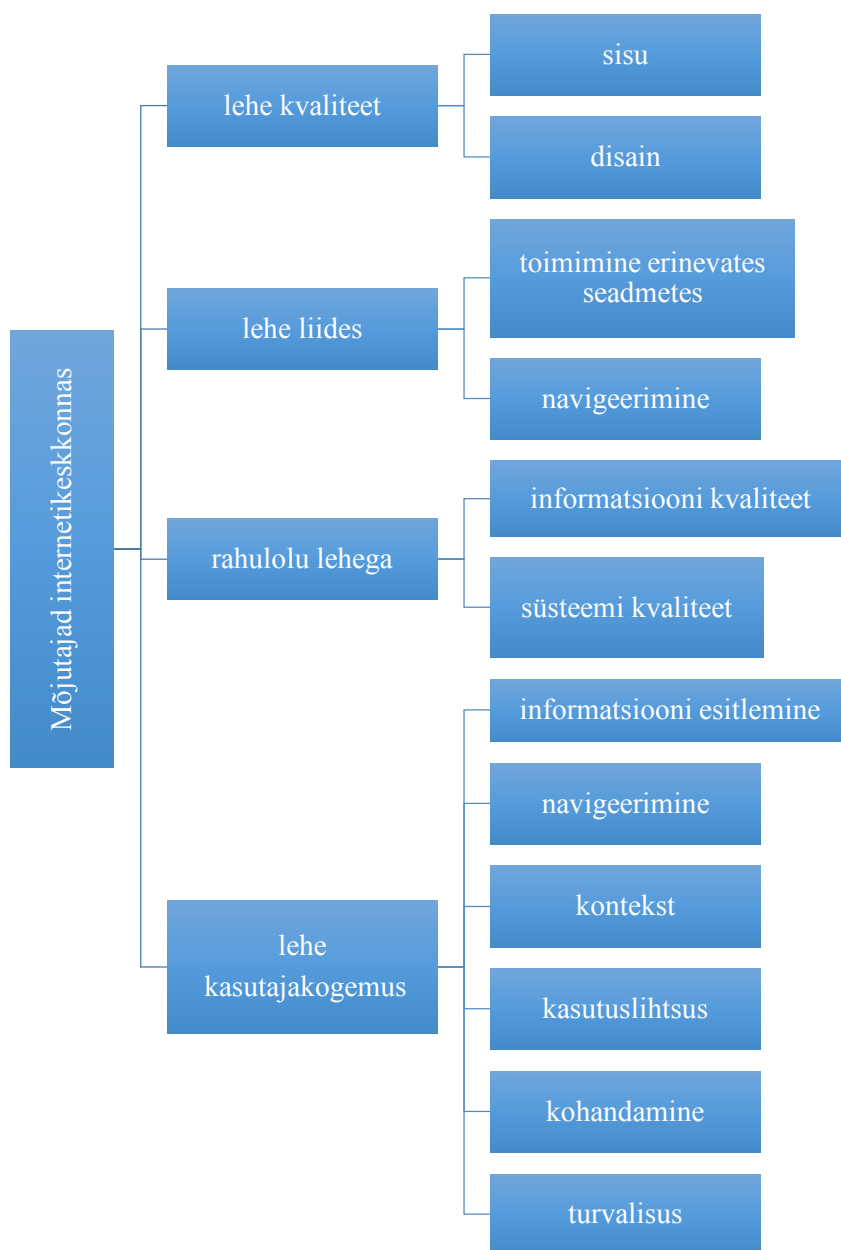 Mõjutajad internetikeskkonnas
lehe kvaliteet
sisu
disain
lehe liides
toimimine erinevates
seadmetes
navigeerimine
rahulolu lehega
informatsiooni kvaliteet
süsteemi kvaliteet
lehe
kasutajakogemus
informatsiooni esitlemine
navigeerimine
kontekst
kasutuslihtsus
kohandamine
turvalisus